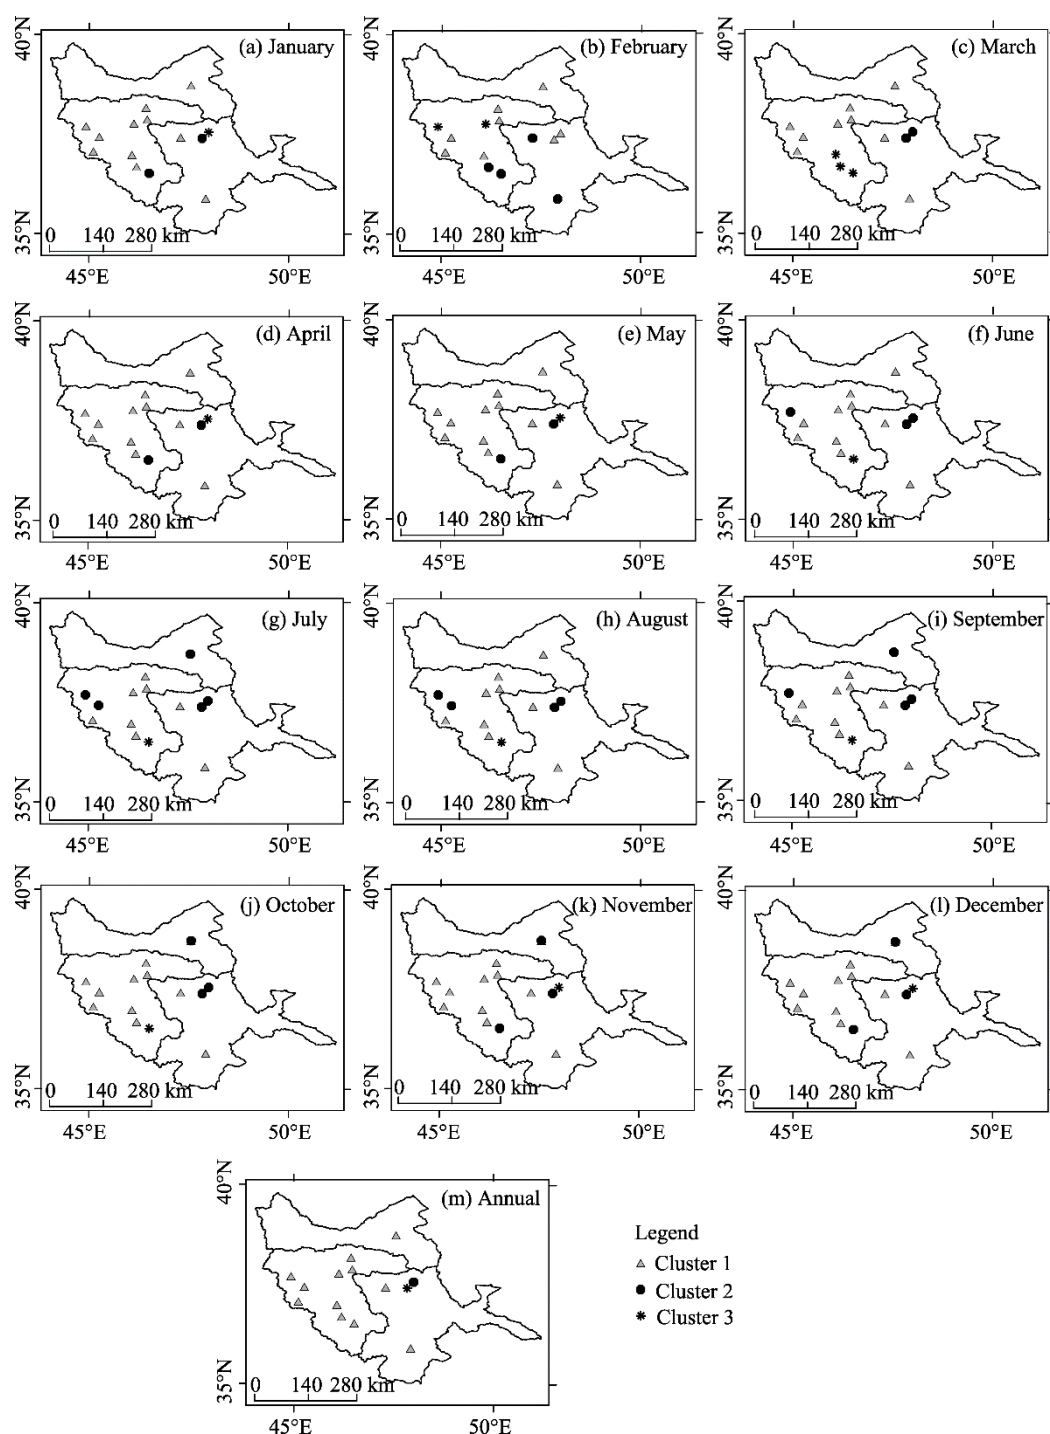 40°N
40°N
40°N
(a) January
(b) February
(c) March
35°N
35°N
35°N
0 140 280 km
0 140 280 km
0 140 280 km
45°E 50°E
45°E 50°E
45°E 50°E
40°N
40°N
40°N
(d) April
(e) May
(f) June
35°N
35°N
35°N
0 140 280 km
0 140 280 km
0 140 280 km
45°E 50°E
45°E 50°E
45°E 50°E
40°N
40°N
40°N
(g) July
(h) August
(i) September
35°N
35°N
35°N
0 140 280 km
0 140 280 km
0 140 280 km
45°E 50°E
45°E 50°E
45°E 50°E
40°N
40°N
40°N
(j) October
(k) November
(l) December
35°N
35°N
35°N
0 140 280 km
0 140 280 km
0 140 280 km
45°E 50°E
45°E 50°E
45°E 50°E
40°N
(m) Annual
35°N
0 140 280 km
45°E 50°E
Legend
Cluster 1
Cluster 2
Cluster 3